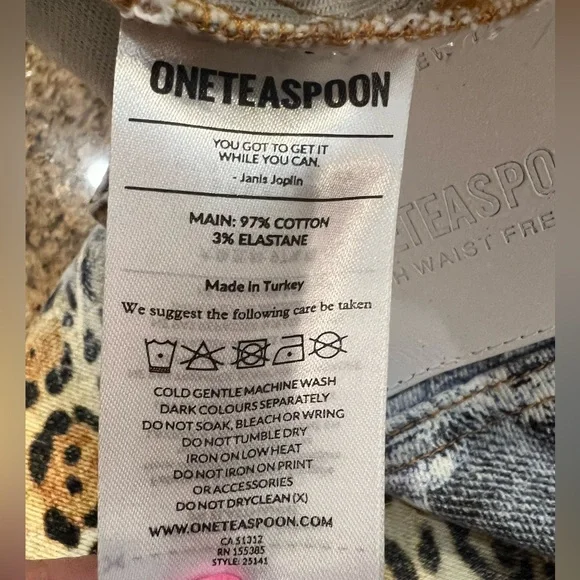 ONETEASPOON
YOU GOT TO GET IT
WHILE YOU CAN.
- Janis Joplin
MAIN: 97% COTTON
3% ELASTANE
Made in Turkey
We suggest the following care be taken
COLD GENTLE MACHINE WASH
DARK COLOURS SEPARATELY
DO NOT SOAK, BLEACH OR WRING
DO NOT TUMBLE DRY
IRON ON LOW HEAT
DO NOT IRON ON PRINT
OR ACCESSORIES
DO NOT DRYCLEAN (X)
WWW.ONETEASPOON.COM
CA 51312
RN 155385
STYLE: 25141
ETEASPO
H WAIST FRE